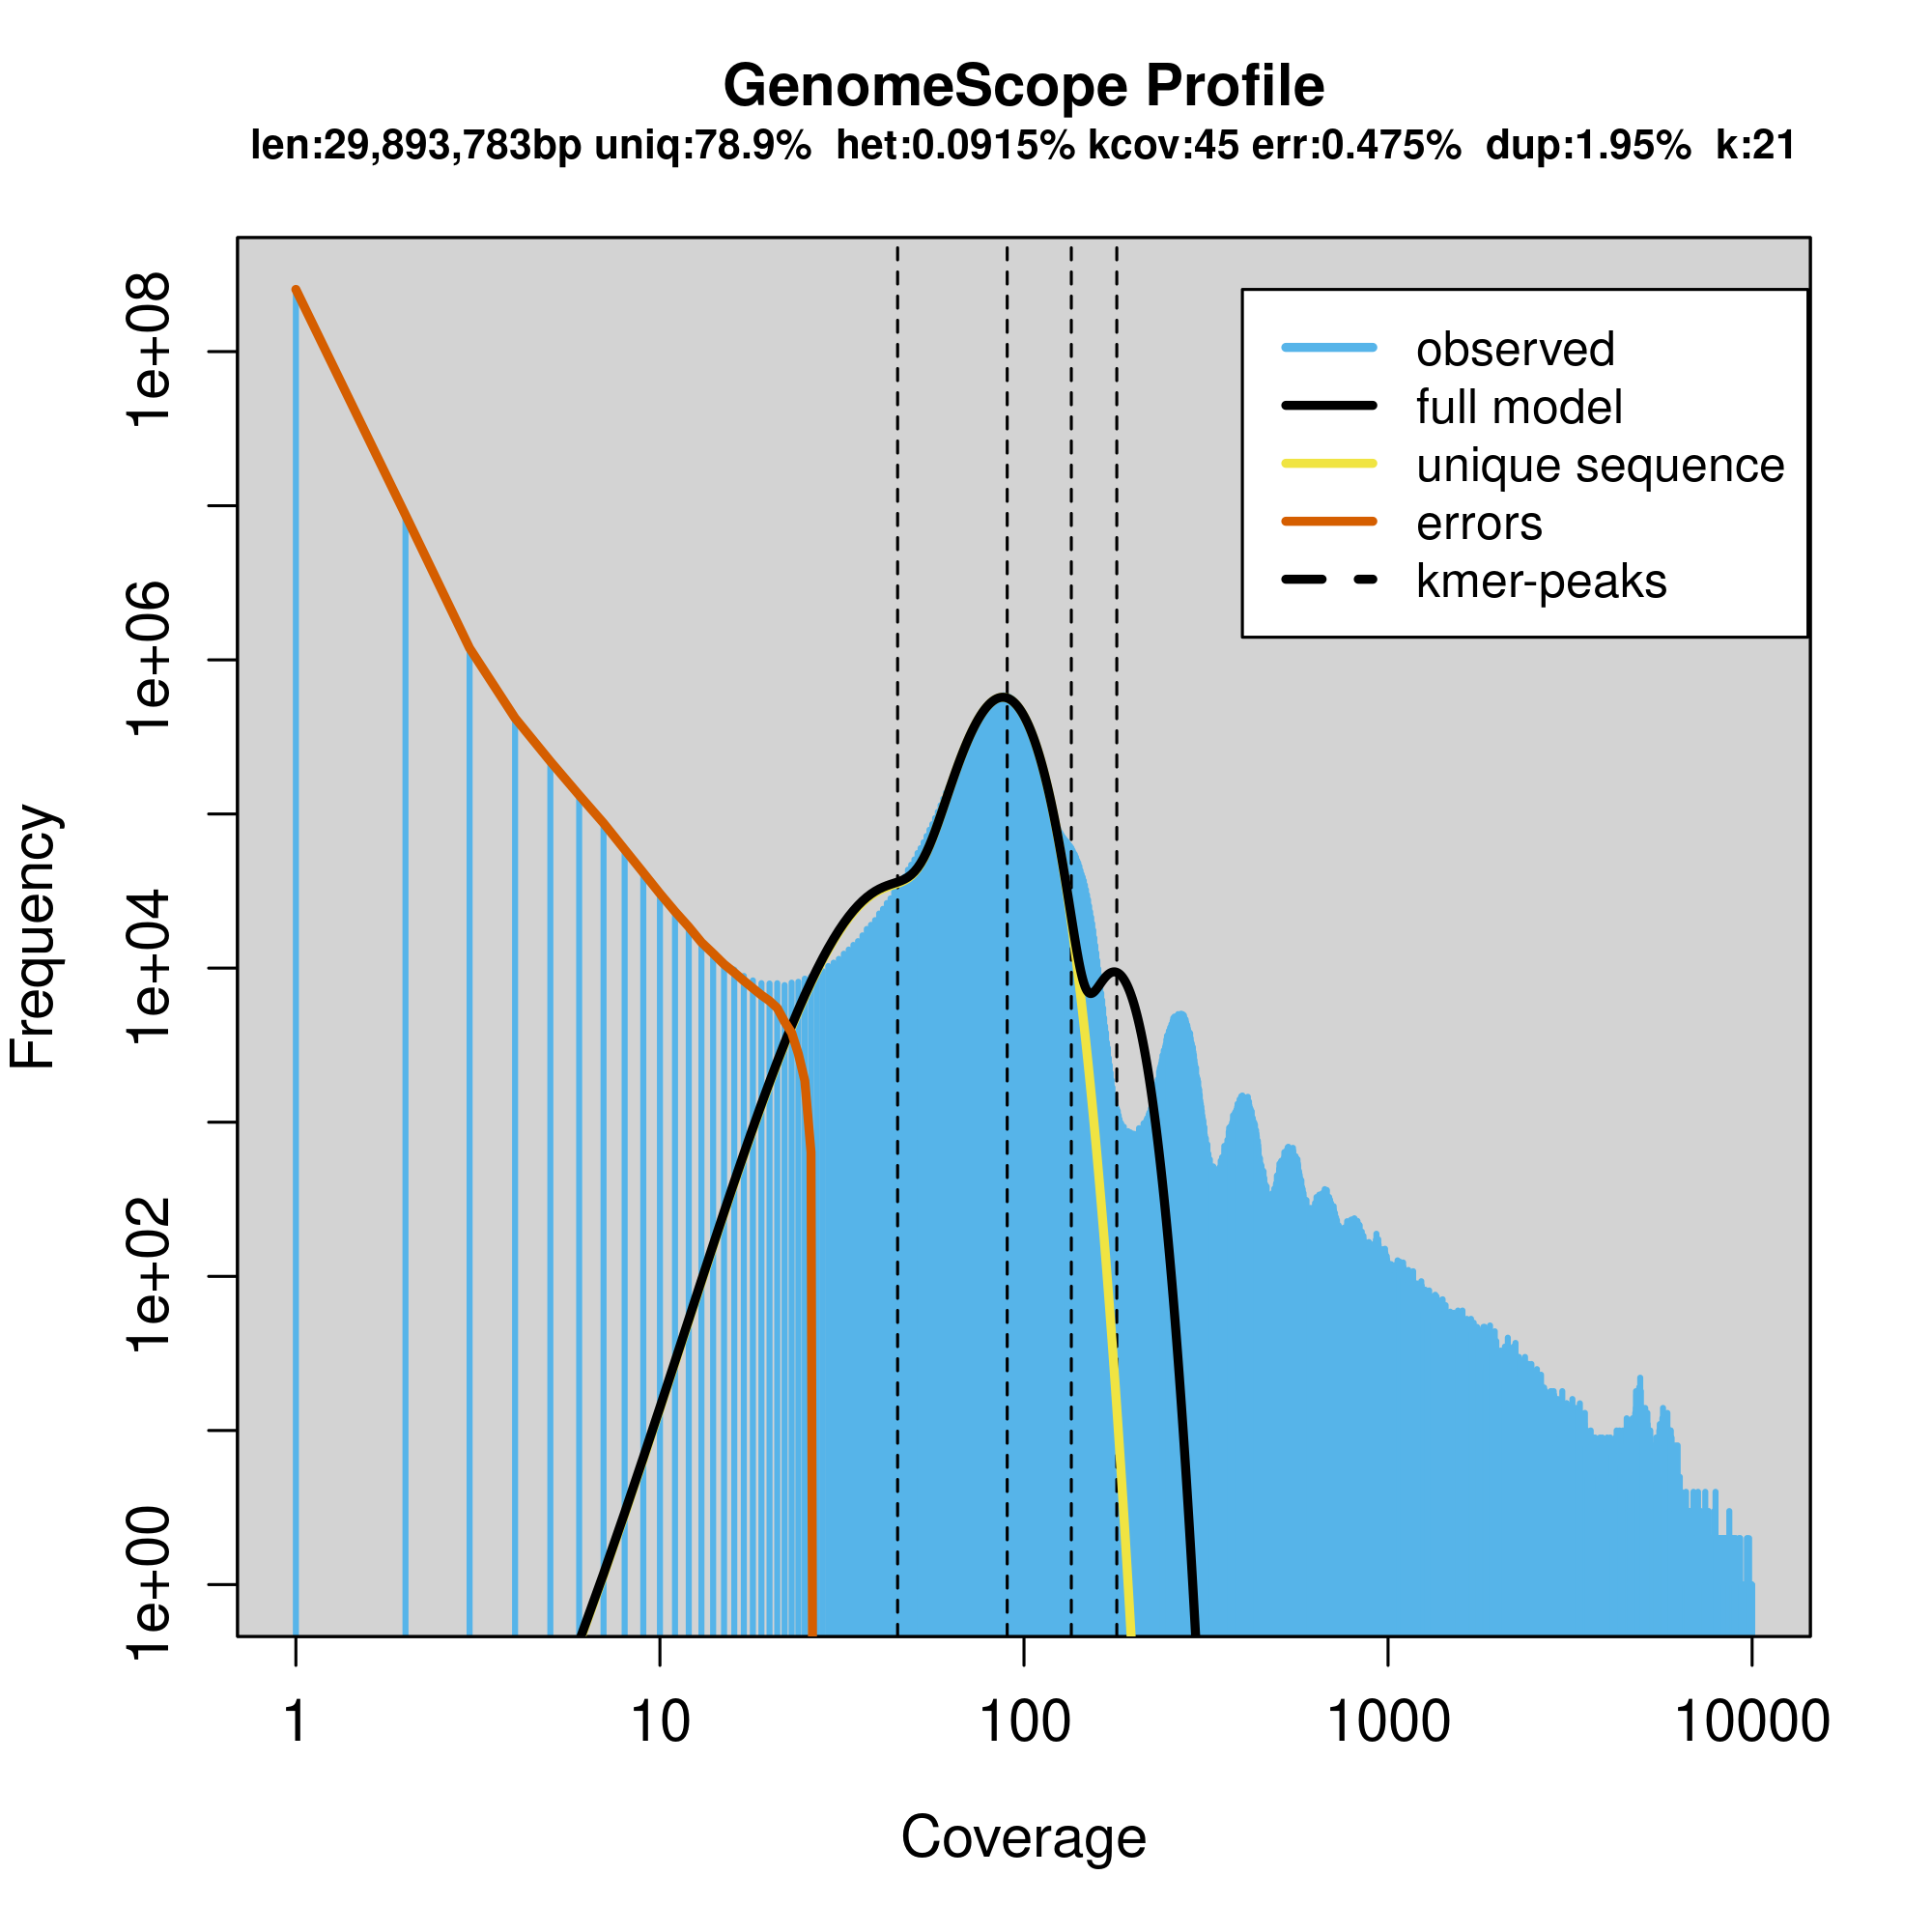 GenomeScope Profile
len:29,893,783bp uniq:78.9% het:0.0915% kcov:45 err:0.475% dup:1.95% k:21
observed
full model
unique sequence
errors
kmer-peaks
Frequency
1e+08
1e+06
1e+04
1e+02
1e+00
1 10 100 1000 10000
Coverage